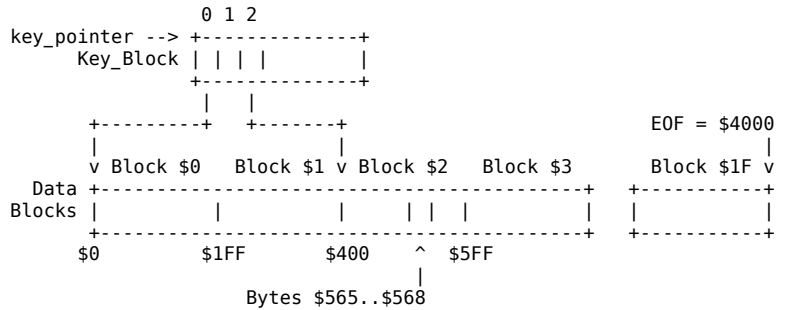 0 1 2
key_pointer --> +--------------+
Key_Block | | | |              |
+--------------+
|   |
+---------+   +-------+                           EOF = $4000
|                     |                                     |
v Block $0   Block $1 v Block $2   Block $3       Block $1F v
Data +--------------------------------------------+   +-----------+
Blocks |          |          |     | |  |          |   |           |
+--------------------------------------------+   +-----------+
$0         $1FF       $400    ^  $5FF
|
Bytes $565..$568